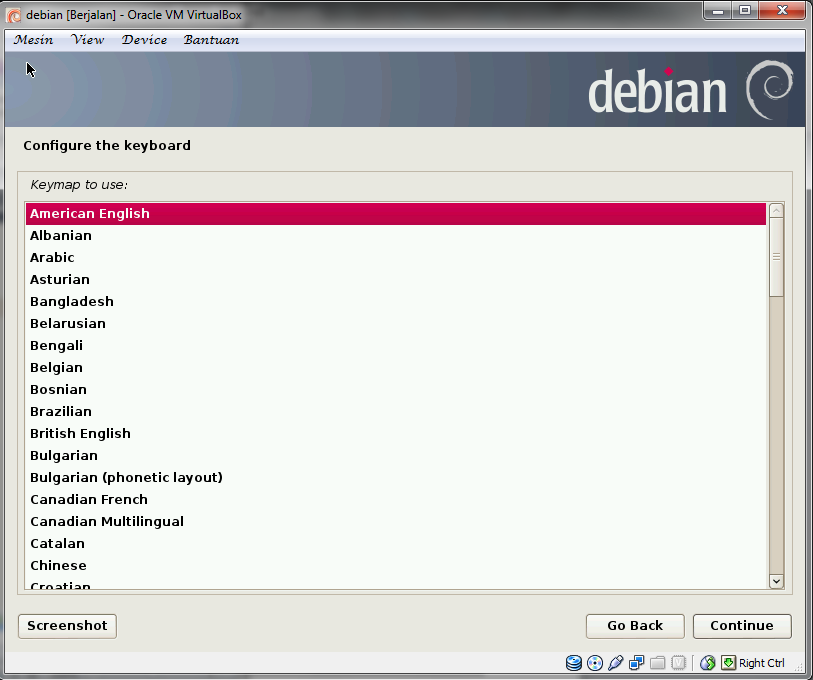 debian [Berjalan] - Oracle VM VirtualBox
Mesin View Device Bantuan
debian
Configure the keyboard
Keymap to use:
American English
Albanian
Arabic
Asturian
Bangladesh
Belarusian
Bengali
Belgian
Bosnian
Brazilian
British English
Bulgarian
Bulgarian (phonetic layout)
Canadian French
Canadian Multilingual
Catalan
Chinese
Croatian
Screenshot Go Back Continue
Right Ctrl